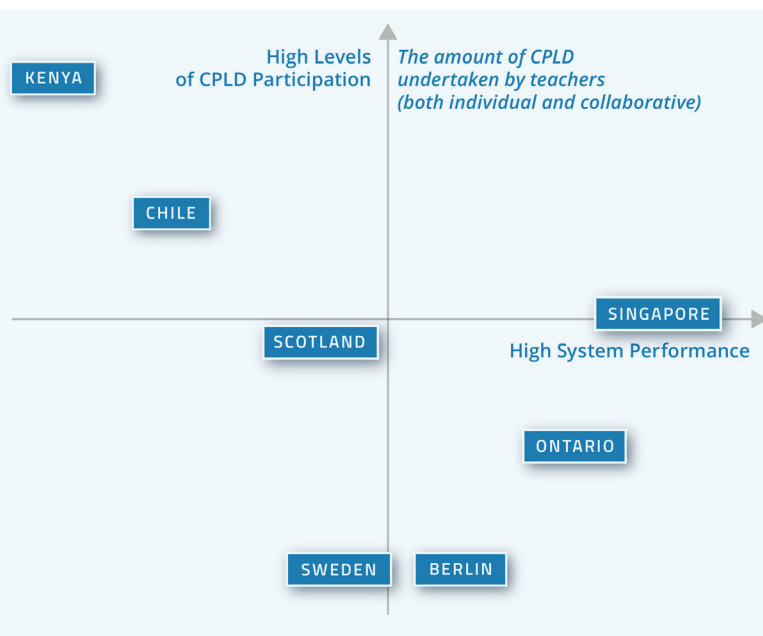 High Levels
of CPLD Participation
The amount of CPLD
undertaken by teachers
(both individual and collaborative)
KENYA
CHILE
SINGAPORE
SCOTLAND
High System Performance
ONTARIO
SWEDEN
BERLIN